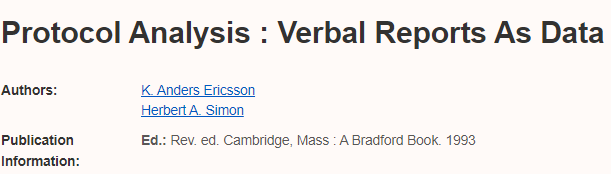 Protocol Analysis : Verbal Reports As Data
Authors: K. Anders Ericsson
Herbert A. Simon
Publication Information: Ed.: Rev. ed. Cambridge, Mass : A Bradford Book. 1993